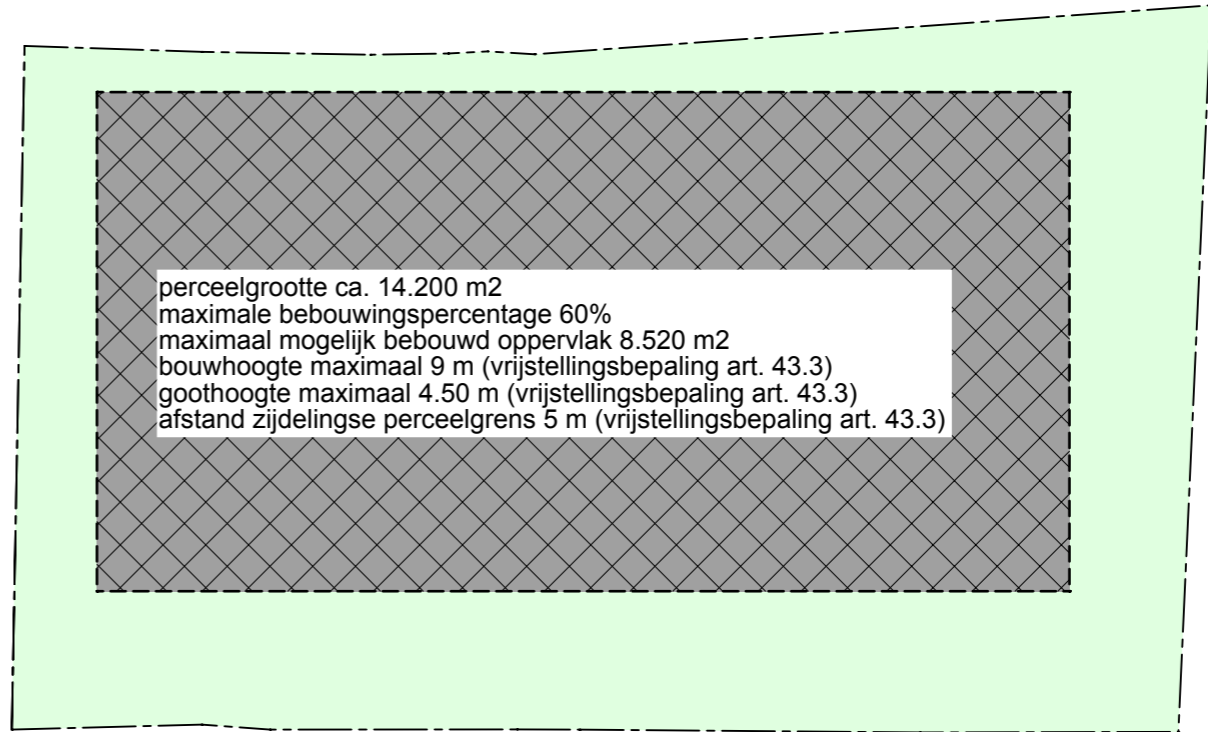 perceelgrootte ca. 14.200 m2
maximale bebouwingspercentage 60%
maximaal mogelijk bebouwd oppervlak 8.520 m2
bouwhoogte maximaal 9 m (vrijstellingsbepaling art. 43.3)
goothoogte maximaal 4.50 m (vrijstellingsbepaling art. 43.3)
afstand zijdelingse perceelgrens 5 m (vrijstellingsbepaling art. 43.3)